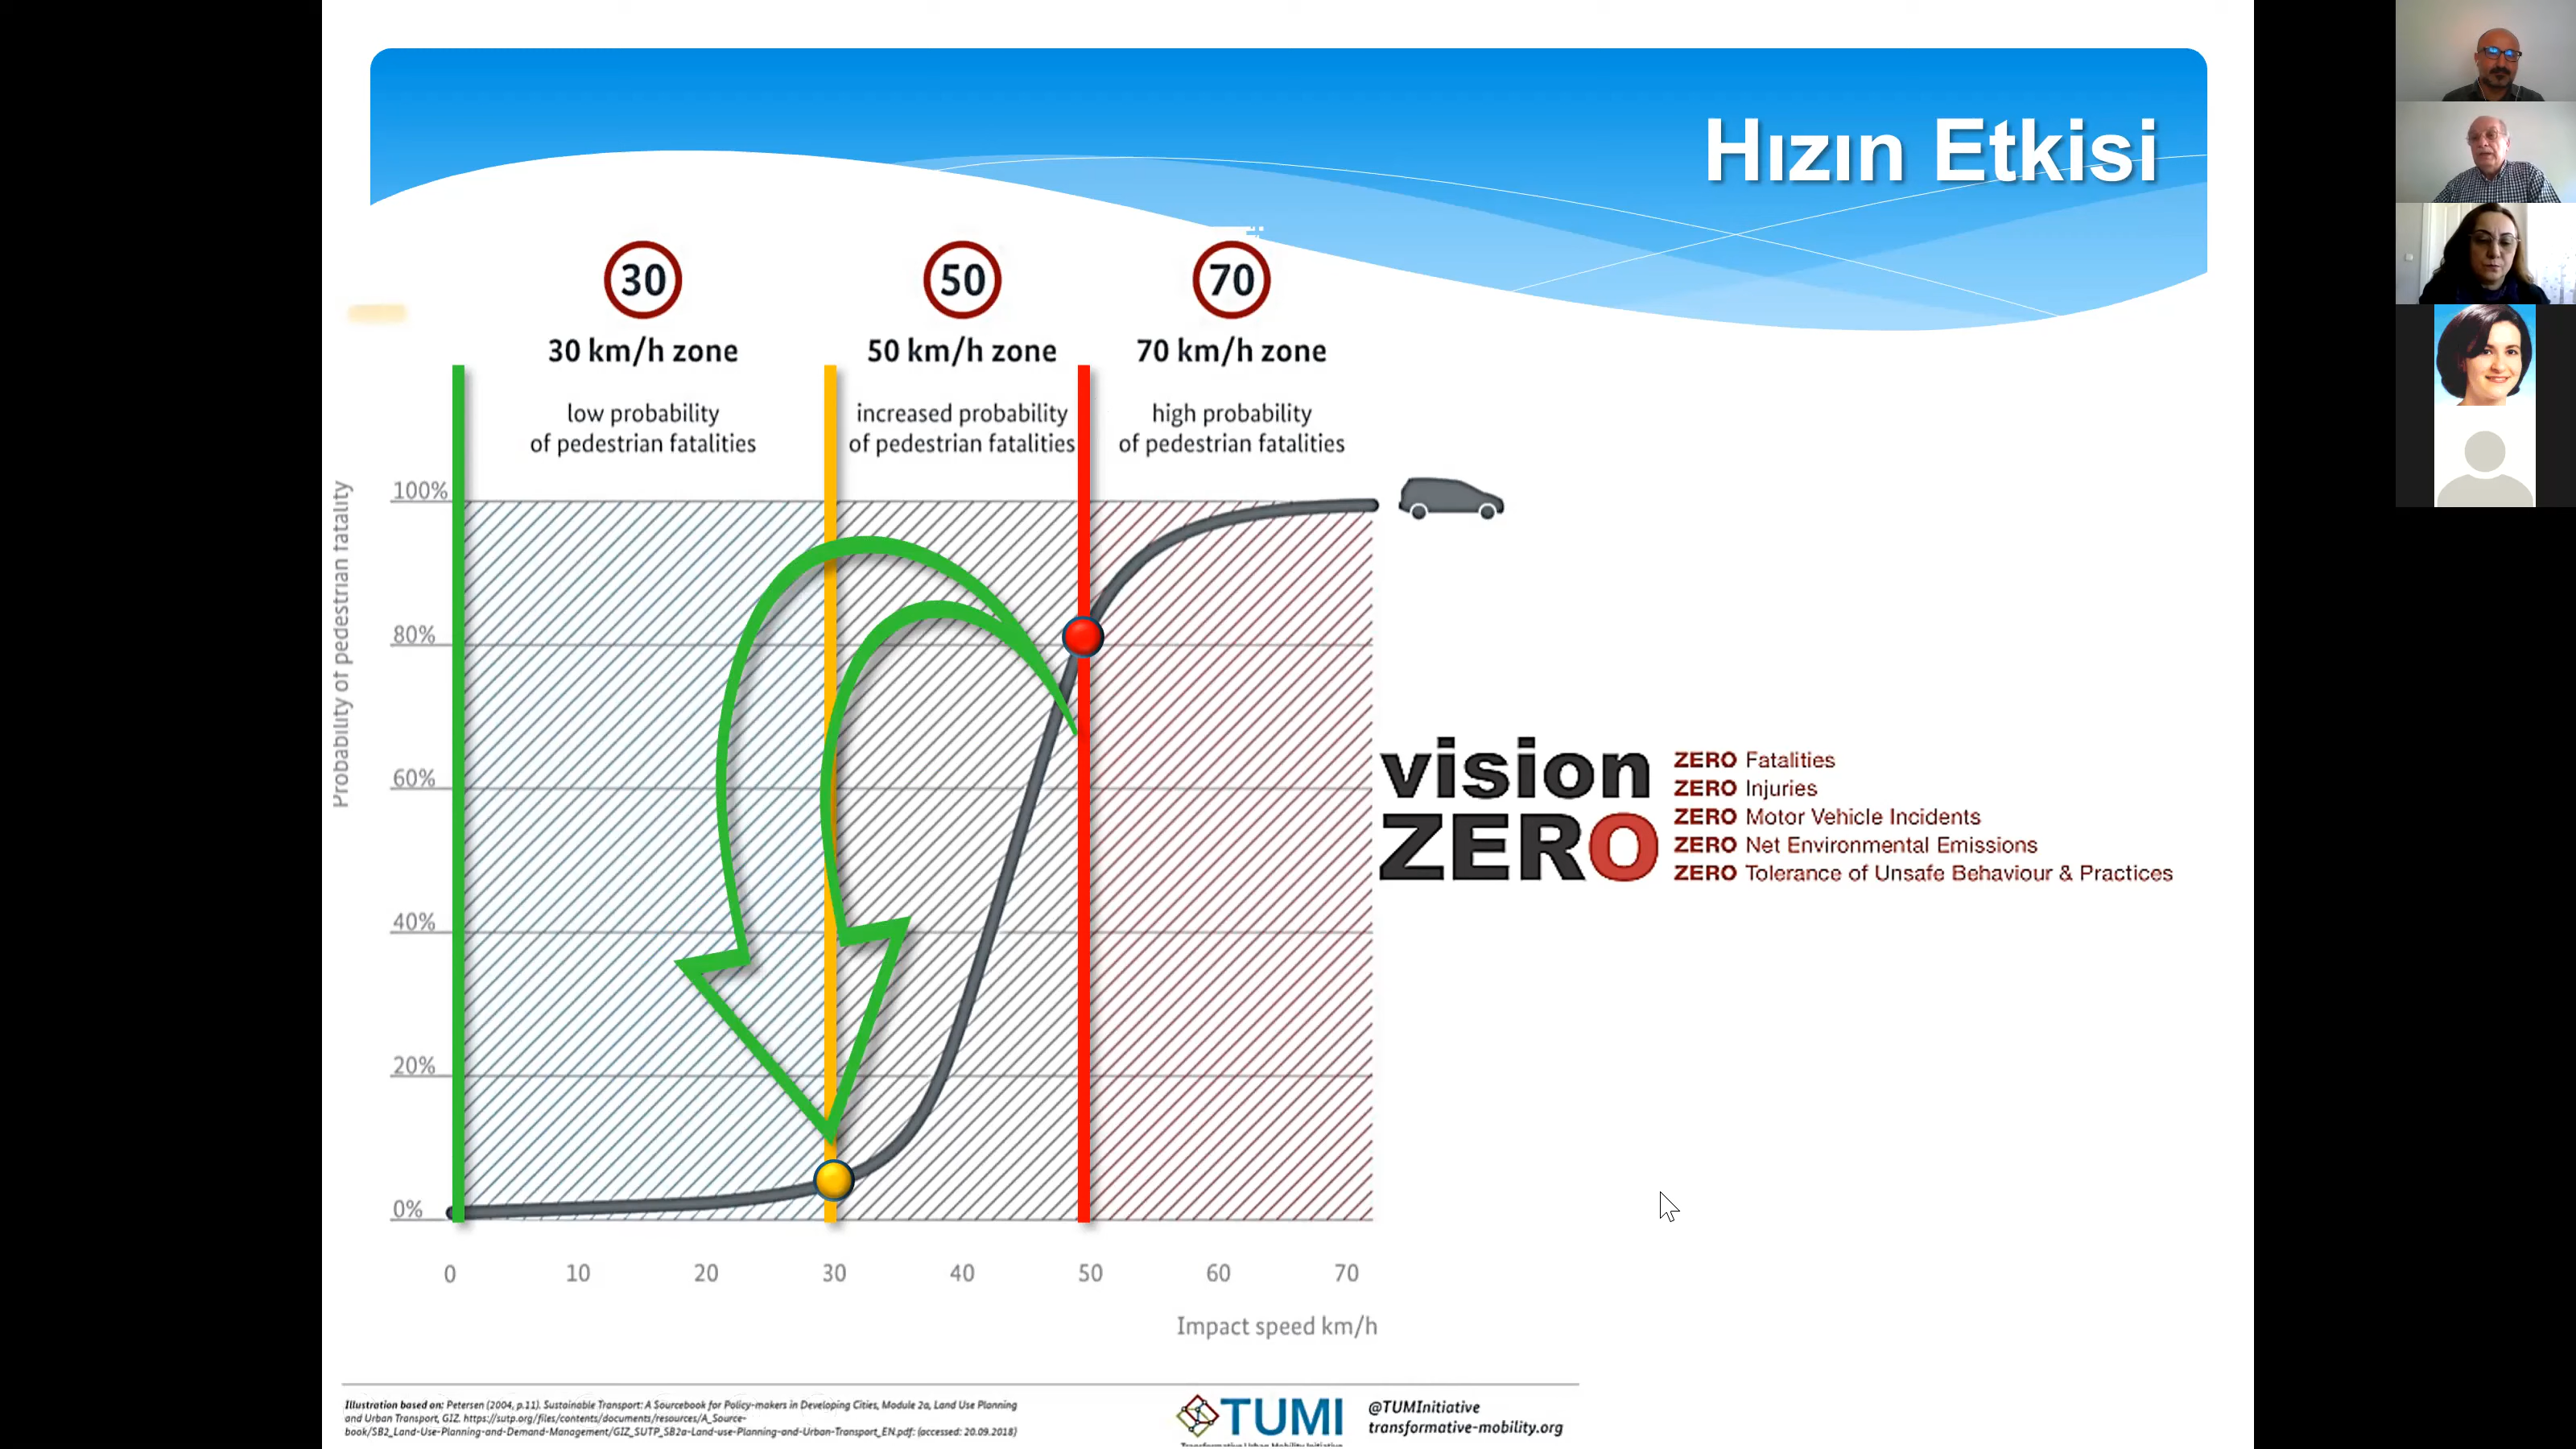 Hızın Etkisi
30
50
70
30 km/h zone
50 km/h zone
70 km/h zone
low probability
of pedestrian fatalities
increased probability
of pedestrian fatalities
high probability
of pedestrian fatalities
Probability of pedestrian fatality
100%
80%
60%
40%
20%
0%
0 10 20 30 40 50 60 70
Impact speed km/h
vision
ZERO
ZERO Fatalities
ZERO Injuries
ZERO Motor Vehicle Incidents
ZERO Net Environmental Emissions
ZERO Tolerance of Unsafe Behaviour & Practices
Illustration based on: Petersen (2004, p.11). Sustainable Transport: A Sourcebook for Policy-makers in Developing Cities, Module 2a, Land Use Planning
and Urban Transport, GIZ. https://sutp.org/files/contents/documents/resources/A_Source-
book/SB2_Land-Use-Planning-and-Demand-Management/GIZ_SUTP_SB2a-Land-use-Planning-and-Urban-Transport_EN.pdf: (accessed: 20.09.2018)
TUMI
Transformative Urban Mobility Initiative
@TUMInitiative
transformative-mobility.org